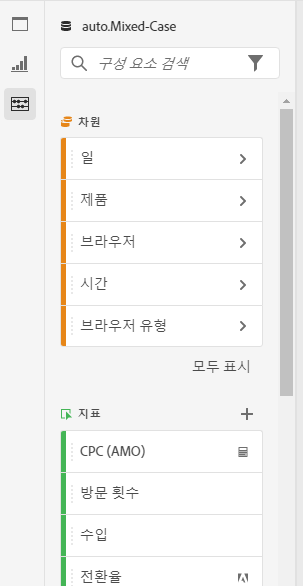 auto.Mixed-Case
구성 요소 검색
차원
일
제품
브라우저
시간
브라우저 유형
모두 표시
지표
CPC (AMO)
방문 횟수
수입
전환율